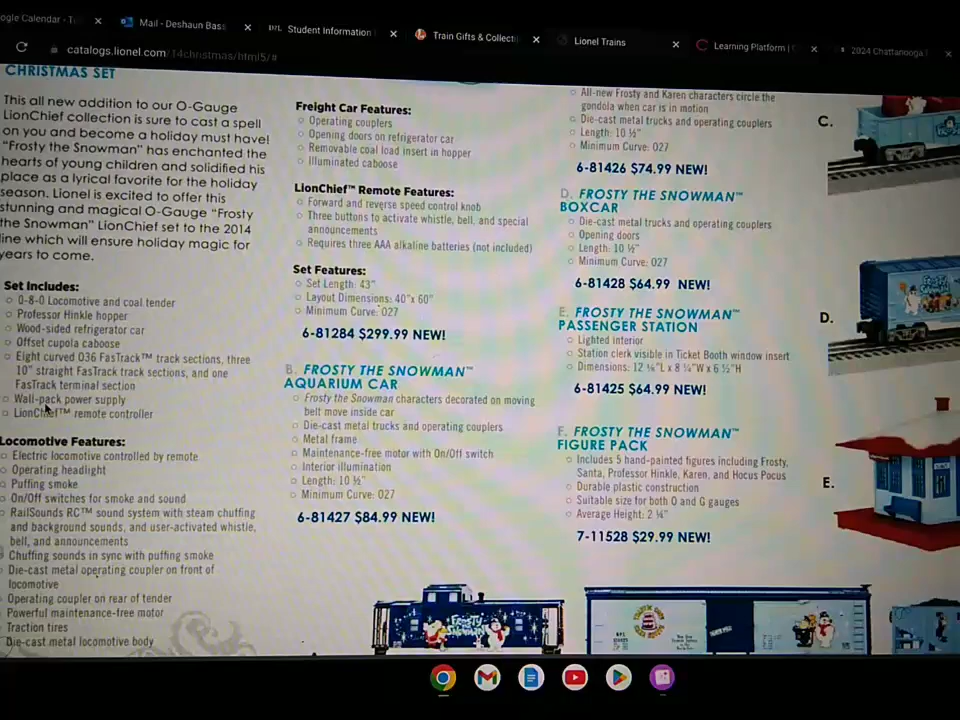 ogle Calendar - T
Mail - Deshaun Bas
Student Information
Train Gifts & Collecti
Lionel Trains
Learning Platform |
2024 Chattanooga
catalogs.lionel.com/14christmas/html5/#
CHRISTMAS SET
This all new addition to our O-Gauge
LionChief collection is sure to cast a spell
on you and become a holiday must have!
"Frosty the Snowman" has enchanted the
hearts of young children and solidified his
place as a lyrical favorite for the holiday
season. Lionel is excited to offer this
stunning and magical O-Gauge "Frosty
the Snowman" LionChief set to the 2014
line which will ensure holiday magic for
years to come.
Set Includes:
0-8-0 Locomotive and coal tender
Professor Hinkle hopper
Wood-sided refrigerator car
Offset cupola caboose
Eight curved O36 FasTrack™ track sections, three
10" straight FasTrack track sections, and one
FasTrack terminal section
Wall-pack power supply
LionChief™ remote controller
Locomotive Features:
Electric locomotive controlled by remote
Operating headlight
Puffing smoke
On/Off switches for smoke and sound
RailSounds RC™ sound system with steam chuffing
and background sounds, and user-activated whistle,
bell, and announcements
Chuffing sounds in sync with puffing smoke
Die-cast metal operating coupler on front of
locomotive
Operating coupler on rear of tender
Powerful maintenance-free motor
Traction tires
Die-cast metal locomotive body
Freight Car Features:
Operating couplers
Opening doors on refrigerator car
Removable coal load insert in hopper
Illuminated caboose
LionChief™ Remote Features:
Forward and reverse speed control knob
Three buttons to activate whistle, bell, and special
announcements
Requires three AAA alkaline batteries (not included)
Set Features:
Set Length: 43"
Layout Dimensions: 40"x 60"
Minimum Curve: 027
6-81284 $299.99 NEW!
B. FROSTY THE SNOWMAN™
AQUARIUM CAR
Frosty the Snowman characters decorated on moving
belt move inside car
Die-cast metal trucks and operating couplers
Metal frame
Maintenance-free motor with On/Off switch
Interior illumination
Length: 10 ½"
Minimum Curve: 027
6-81427 $84.99 NEW!
All-new Frosty and Karen characters circle the
gondola when car is in motion
Die-cast metal trucks and operating couplers
Length: 10 ½"
Minimum Curve: 027
6-81426 $74.99 NEW!
D. FROSTY THE SNOWMAN™
BOXCAR
Die-cast metal trucks and operating couplers
Opening doors
Length: 10 ½"
Minimum Curve: 027
6-81428 $64.99 NEW!
E. FROSTY THE SNOWMAN™
PASSENGER STATION
Lighted interior
Station clerk visible in Ticket Booth window insert
6-81425 $64.99 NEW!
F. FROSTY THE SNOWMAN™
FIGURE PACK
Includes 5 hand-painted figures including Frosty,
Santa, Professor Hinkle, Karen, and Hocus Pocus
Durable plastic construction
Suitable size for both O and G gauges
Average Height: 2 ¼"
7-11528 $29.99 NEW!
C.
D.
E.
FROSTY
SNOWMAN